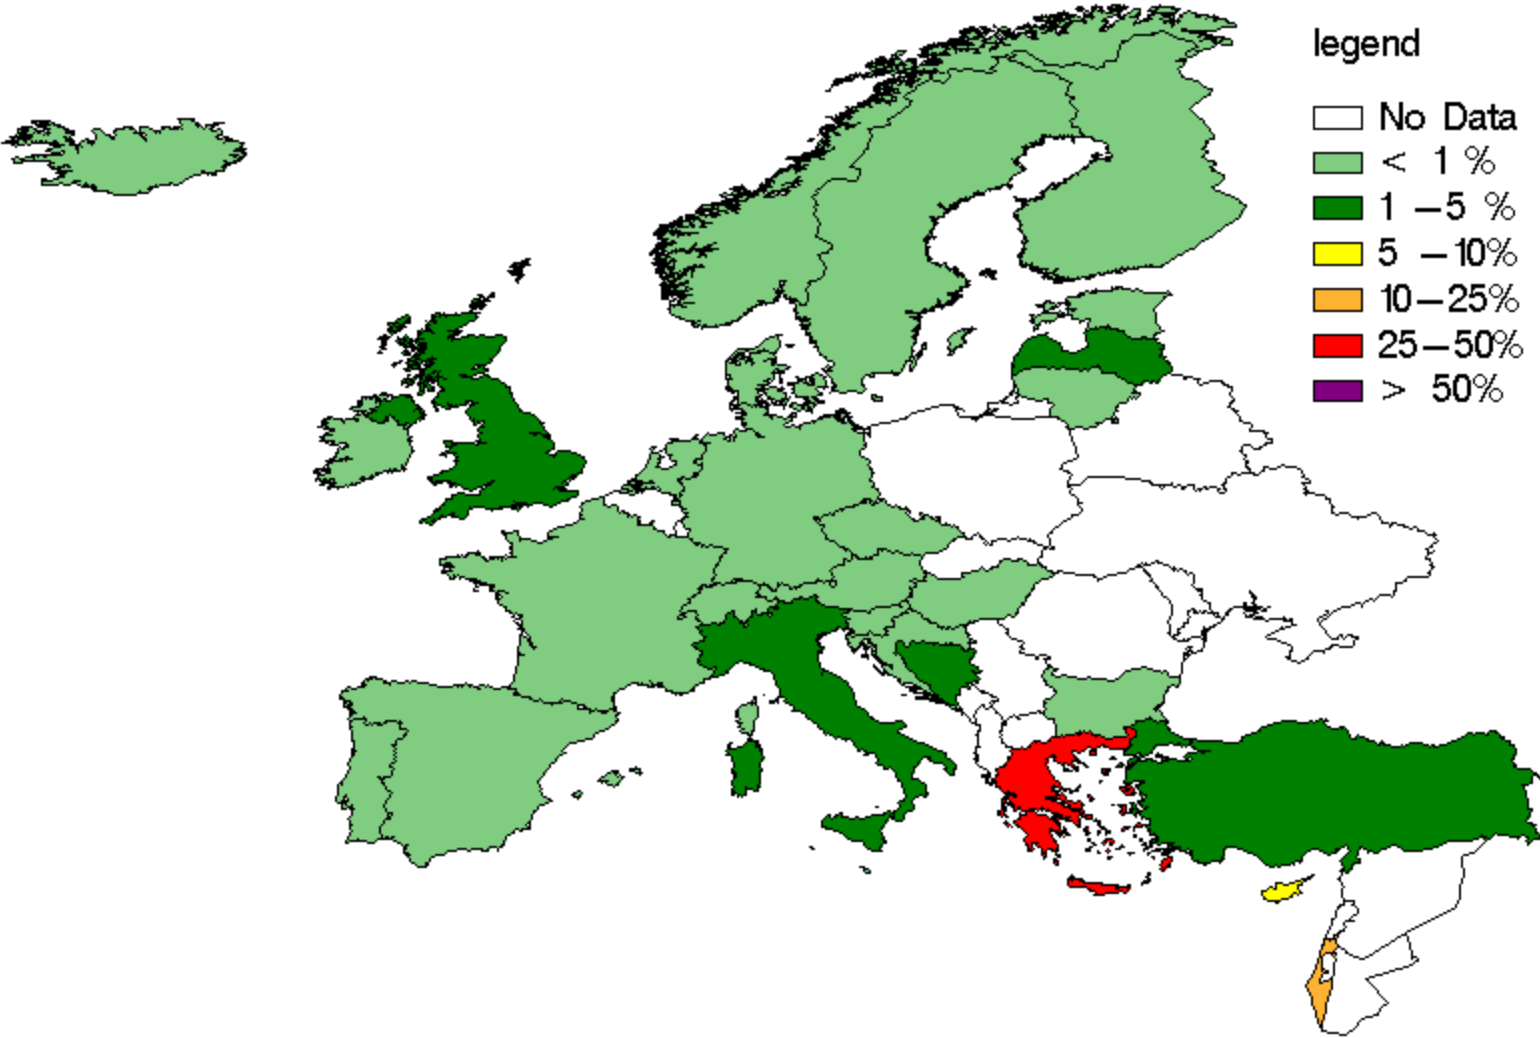 legend
No Data
< 1 %
1 –5 %
5 –10%
10–25%
25–50%
> 50%